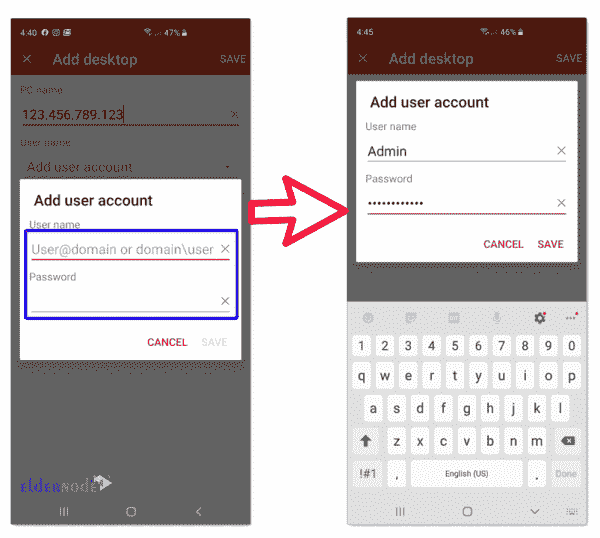 4:40 47%
Add desktop SAVE
PC name
123.456.789.123
User name
Add user account
Add user account
User name
User@domain or domain\user
Password
CANCEL SAVE
eldernode
4:45 46%
Add desktop SAVE
Add user account
User name
Admin
Password
••••••••••••
CANCEL SAVE
GIF
1 2 3 4 5 6 7 8 9 0
q w e r t y u i o p
a s d f g h j k l
z x c v b n m
!#1 , English (US) . Done